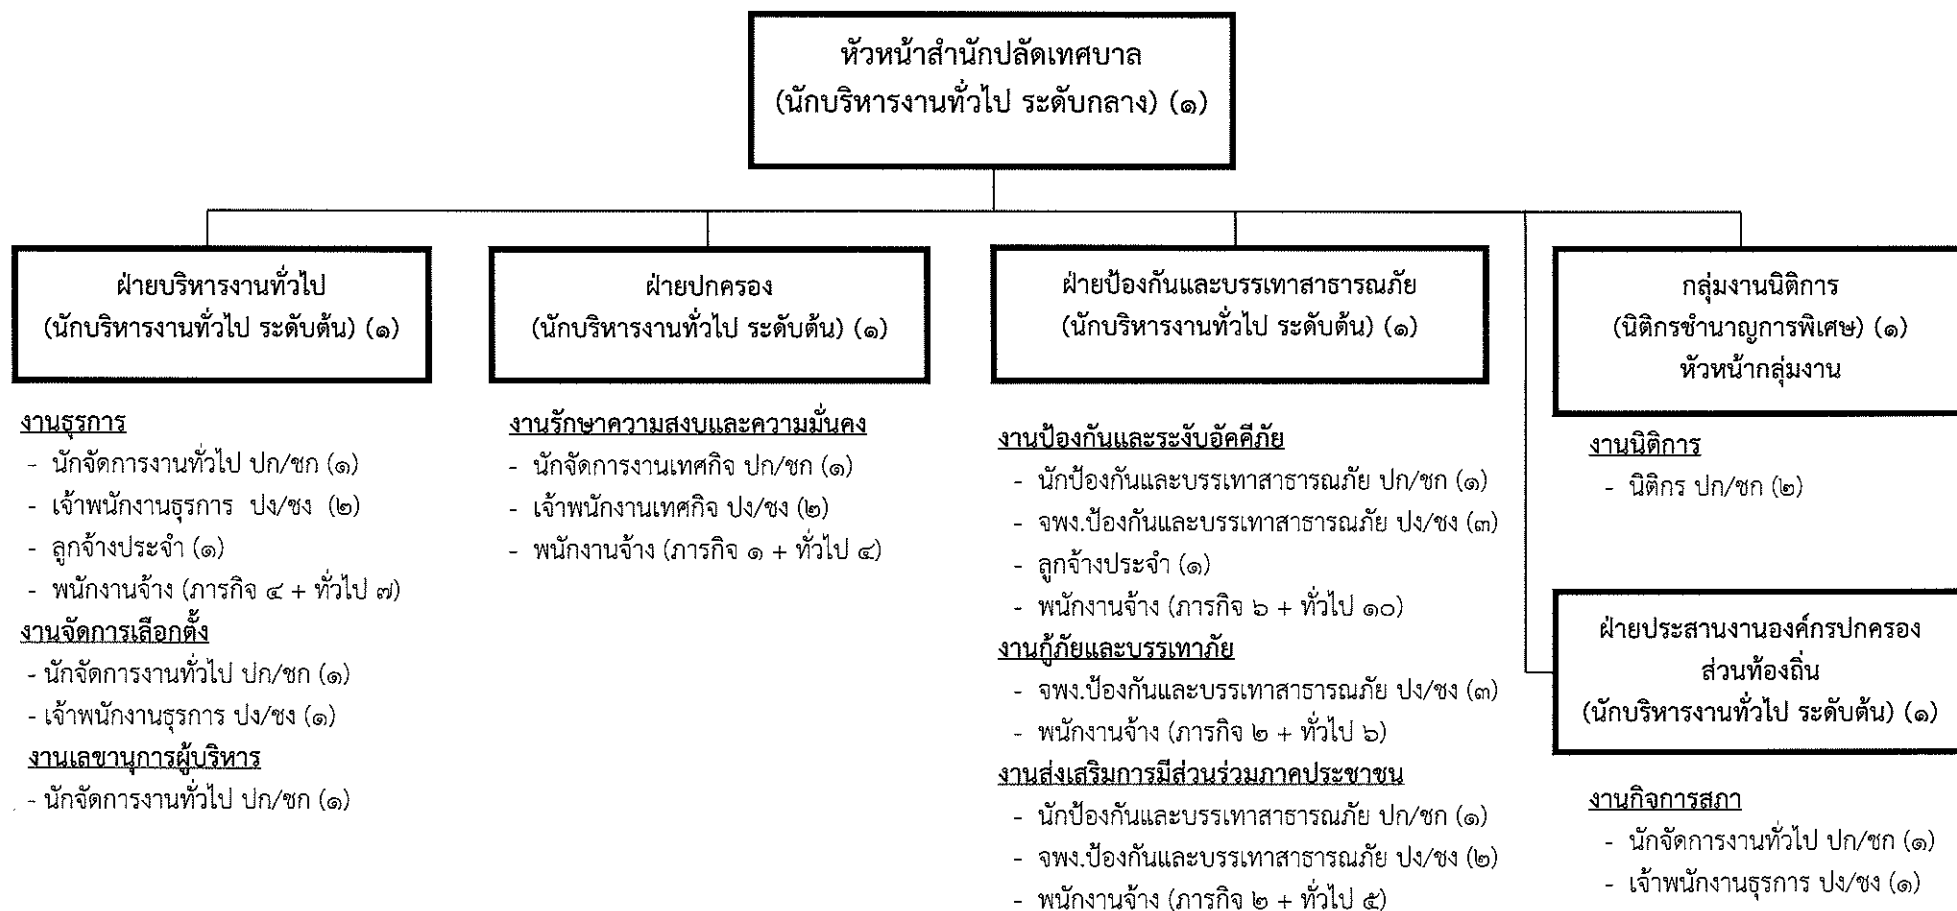 หัวหน้าสำนักปลัดเทศบาล
(นักบริหารงานทั่วไป ระดับกลาง) (๑)
ฝ่ายบริหารงานทั่วไป
(นักบริหารงานทั่วไป ระดับต้น) (๑)
งานธุรการ
- นักจัดการงานทั่วไป ปก/ชก (๑)
- เจ้าพนักงานธุรการ ปง/ชง (๒)
- ลูกจ้างประจำ (๑)
- พนักงานจ้าง (ภารกิจ ๔ + ทั่วไป ๗)
งานจัดการเลือกตั้ง
- นักจัดการงานทั่วไป ปก/ชก (๑)
- เจ้าพนักงานธุรการ ปง/ชง (๑)
งานเลขานุการผู้บริหาร
- นักจัดการงานทั่วไป ปก/ชก (๑)
ฝ่ายปกครอง
(นักบริหารงานทั่วไป ระดับต้น) (๑)
งานรักษาความสงบและความมั่นคง
- นักจัดการงานเทศกิจ ปก/ชก (๑)
- เจ้าพนักงานเทศกิจ ปง/ชง (๒)
- พนักงานจ้าง (ภารกิจ ๑ + ทั่วไป ๔)
ฝ่ายป้องกันและบรรเทาสาธารณภัย
(นักบริหารงานทั่วไป ระดับต้น) (๑)
งานป้องกันและระงับอัคคีภัย
- นักป้องกันและบรรเทาสาธารณภัย ปก/ชก (๑)
- จพง.ป้องกันและบรรเทาสาธารณภัย ปง/ชง (๓)
- ลูกจ้างประจำ (๑)
- พนักงานจ้าง (ภารกิจ ๖ + ทั่วไป ๑๐)
งานกู้ภัยและบรรเทาภัย
- จพง.ป้องกันและบรรเทาสาธารณภัย ปง/ชง (๓)
- พนักงานจ้าง (ภารกิจ ๒ + ทั่วไป ๖)
งานส่งเสริมการมีส่วนร่วมภาคประชาชน
- นักป้องกันและบรรเทาสาธารณภัย ปก/ชก (๑)
- จพง.ป้องกันและบรรเทาสาธารณภัย ปง/ชง (๒)
- พนักงานจ้าง (ภารกิจ ๒ + ทั่วไป ๕)
กลุ่มงานนิติการ
(นิติกรชำนาญการพิเศษ) (๑)
หัวหน้ากลุ่มงาน
งานนิติการ
- นิติกร ปก/ชก (๒)
ฝ่ายประสานงานองค์กรปกครอง
ส่วนท้องถิ่น
(นักบริหารงานทั่วไป ระดับต้น) (๑)
งานกิจการสภา
- นักจัดการงานทั่วไป ปก/ชก (๑)
- เจ้าพนักงานธุรการ ปง/ชง (๑)